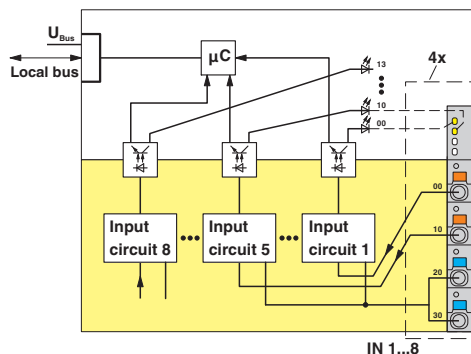 U Bus
Local bus
µC
13
4x
10
00
Input circuit 8
Input circuit 5
Input circuit 1
00
10
20
30
IN 1...8